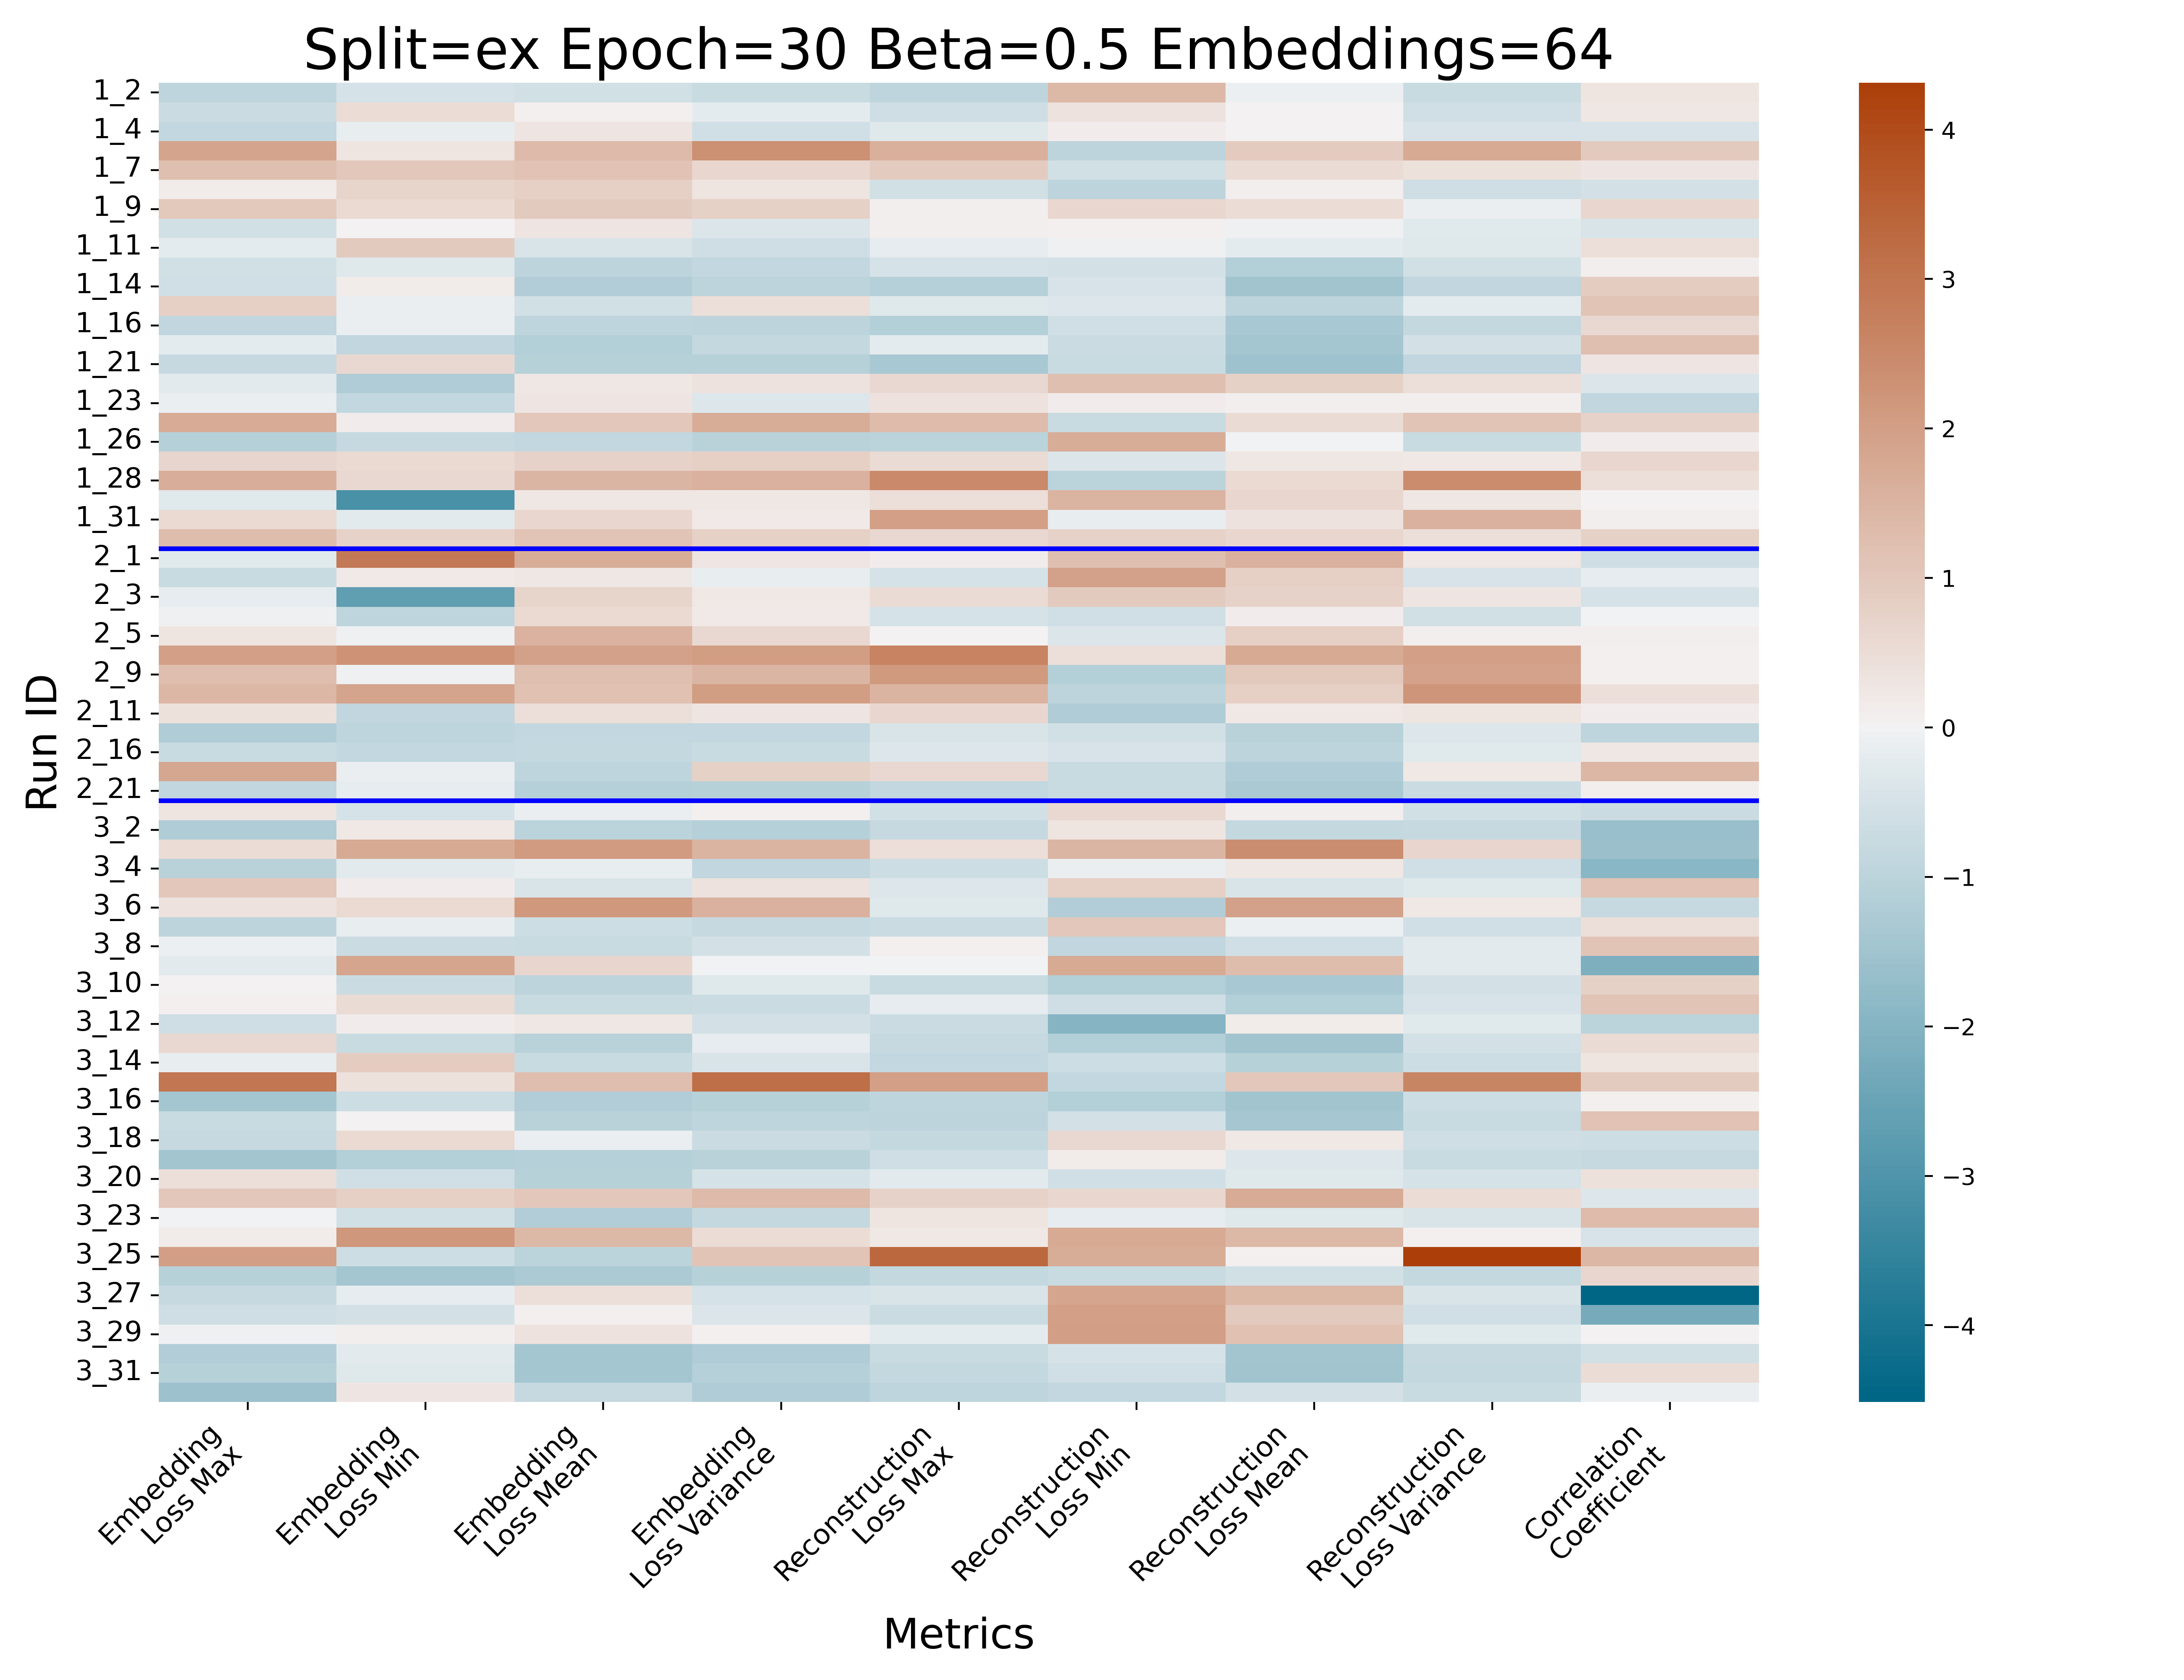 Split=ex Epoch=30 Beta=0.5 Embeddings=64
1_2
1_4
1_7
1_9
1_11
1_14
1_16
1_21
1_23
1_26
1_28
1_31
2_1
2_3
2_5
2_9
2_11
2_16
2_21
3_2
3_4
3_6
3_8
3_10
3_12
3_14
3_16
3_18
3_20
3_23
3_25
3_27
3_29
3_31
Run ID
Embedding
Loss Max
Embedding
Loss Min
Embedding
Loss Mean
Embedding
Loss Variance
Reconstruction
Loss Max
Reconstruction
Loss Min
Reconstruction
Loss Mean
Reconstruction
Loss Variance
Correlation
Coefficient
Metrics
4
3
2
1
0
−1
−2
−3
−4